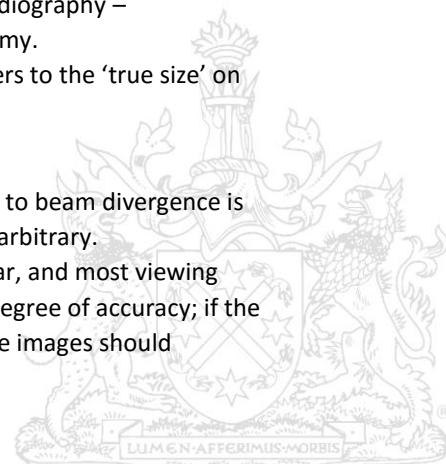 diography –
my.
ers to the ‘true size’ on
to beam divergence is
arbitrary.
ar, and most viewing
egree of accuracy; if the
e images should
LUMEN·AFFERIMUS·MORBIS
®